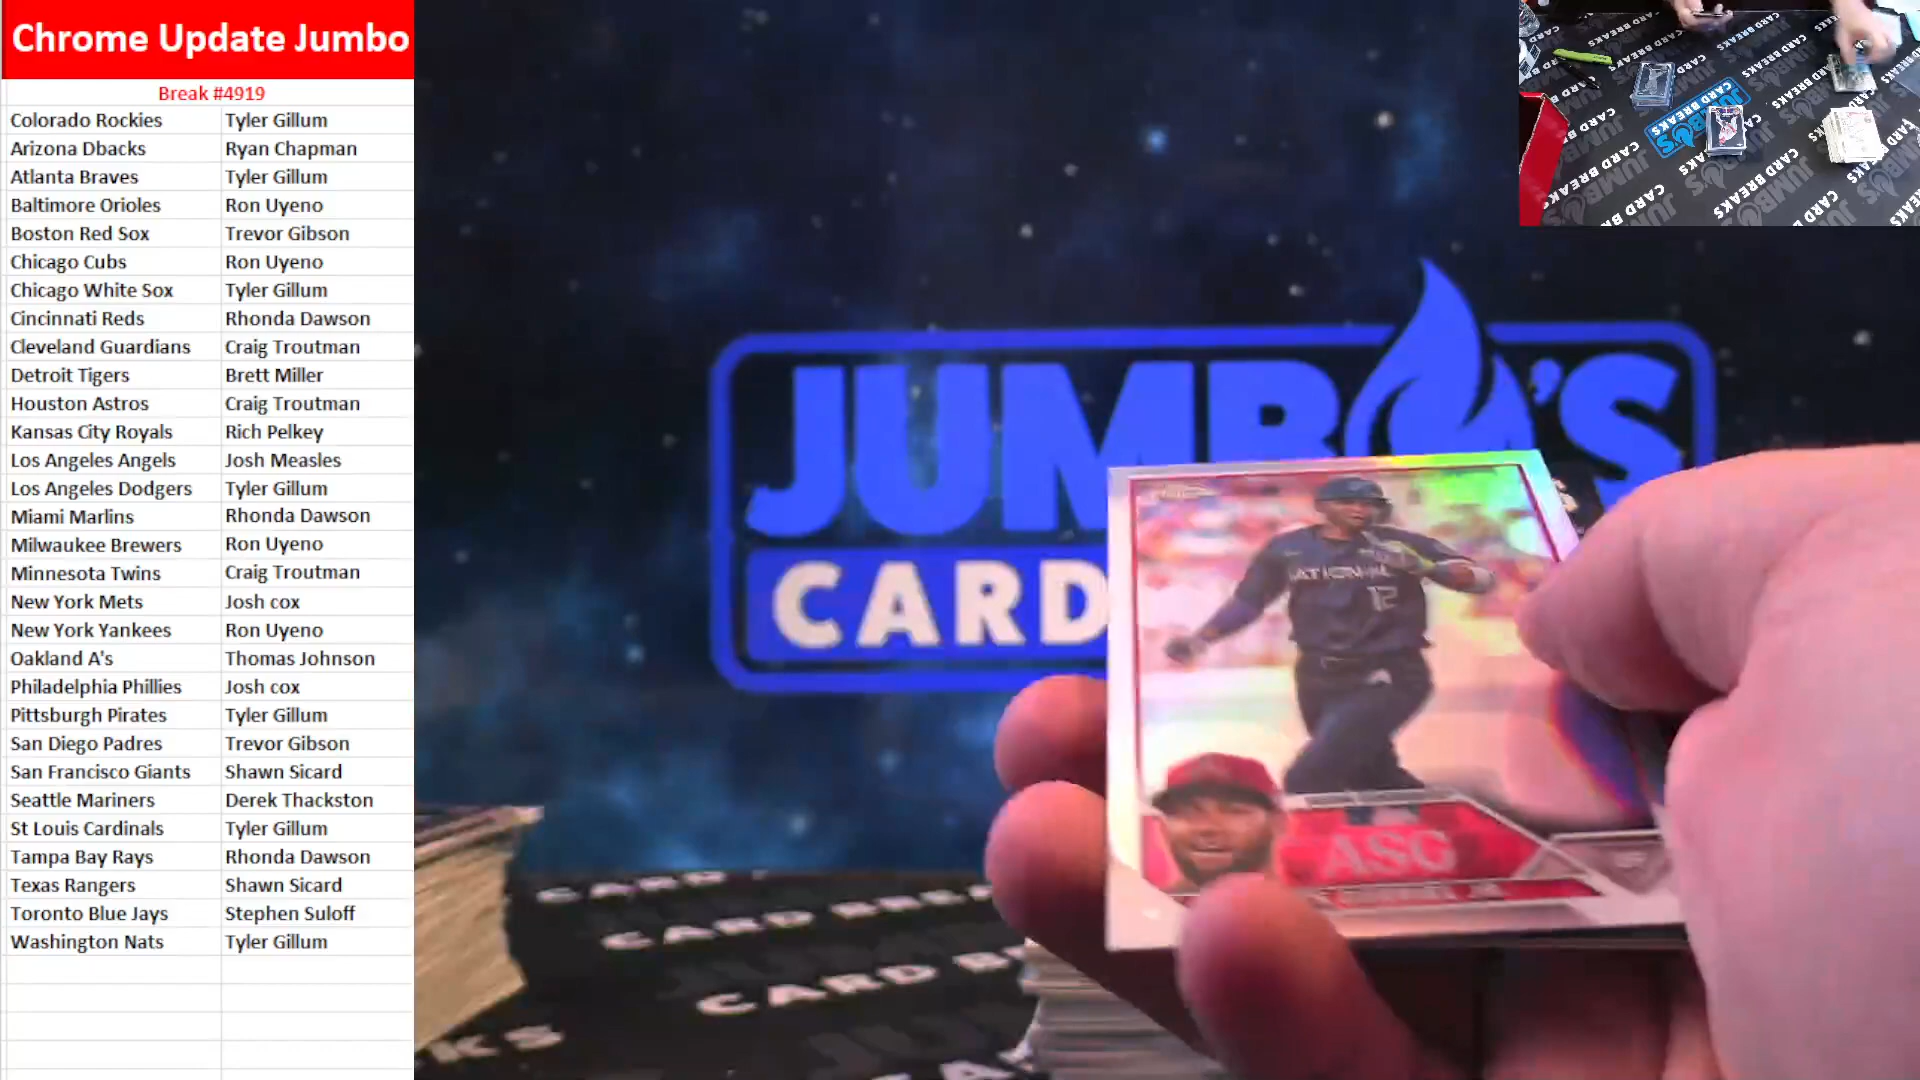 Chrome Update Jumbo
Break #4919
Colorado Rockies Tyler Gillum
Arizona Dbacks Ryan Chapman
Atlanta Braves Tyler Gillum
Baltimore Orioles Ron Uyeno
Boston Red Sox Trevor Gibson
Chicago Cubs Ron Uyeno
Chicago White Sox Tyler Gillum
Cincinnati Reds Rhonda Dawson
Cleveland Guardians Craig Troutman
Detroit Tigers Brett Miller
Houston Astros Craig Troutman
Kansas City Royals Rich Pelkey
Los Angeles Angels Josh Measles
Los Angeles Dodgers Tyler Gillum
Miami Marlins Rhonda Dawson
Milwaukee Brewers Ron Uyeno
Minnesota Twins Craig Troutman
New York Mets Josh cox
New York Yankees Ron Uyeno
Oakland A's Thomas Johnson
Philadelphia Phillies Josh cox
Pittsburgh Pirates Tyler Gillum
San Diego Padres Trevor Gibson
San Francisco Giants Shawn Sicard
Seattle Mariners Derek Thackston
St Louis Cardinals Tyler Gillum
Tampa Bay Rays Rhonda Dawson
Texas Rangers Shawn Sicard
Toronto Blue Jays Stephen Suloff
Washington Nats Tyler Gillum
JUMBO'S
CARD
12
ASG
CARD
CARD
CARD
JUMBO'S
CARD BREAKS